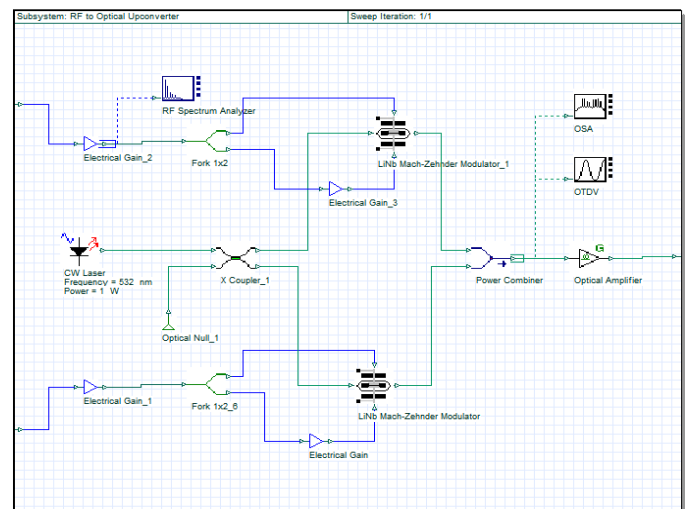 Subsystem: RF to Optical Upconverter
Sweep Iteration: 1/1
RF Spectrum Analyzer
OSA
Electrical Gain_2
Fork 1x2
LiNb Mach-Zehnder Modulator_1
OTDV
Electrical Gain_3
CW Laser
Frequency = 532 nm
Power = 1 W
X Coupler_1
Power Combiner
Optical Amplifier
G
Optical Null_1
Electrical Gain_1
Fork 1x2_6
LiNb Mach-Zehnder Modulator
Electrical Gain